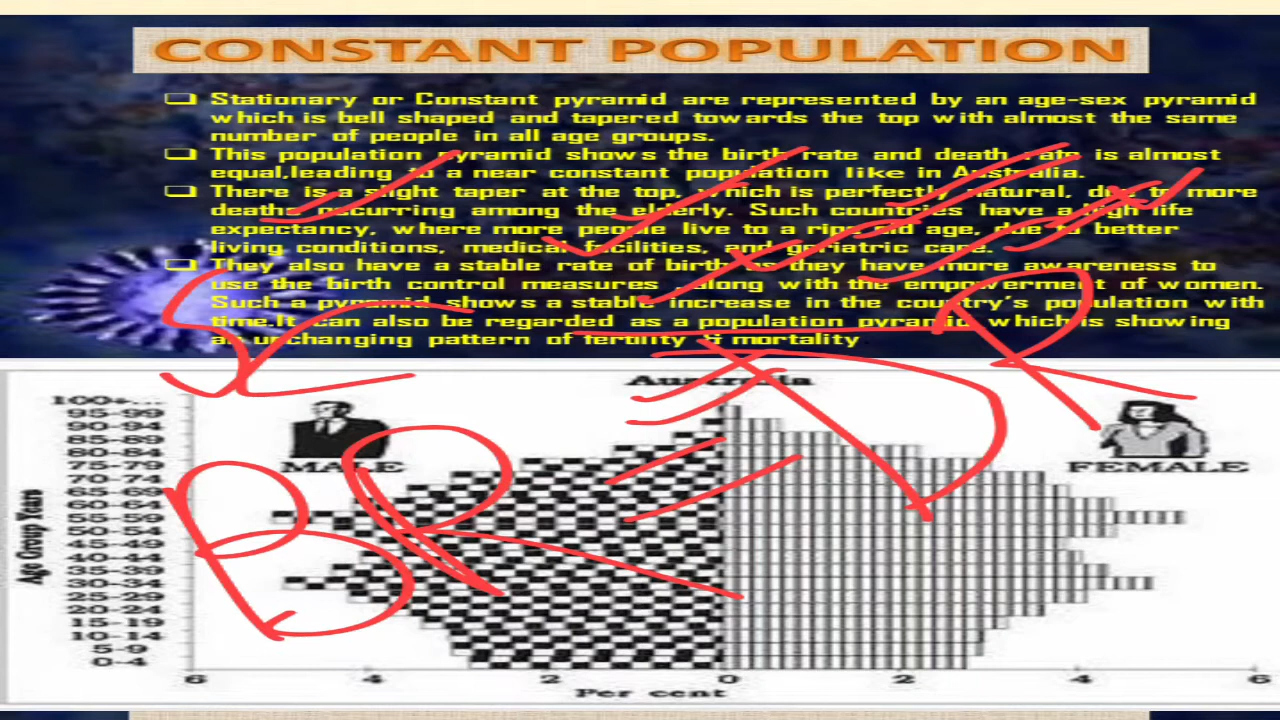 CONSTANT POPULATION
❑ Stationary or Constant pyramid are represented by an age-sex pyramid
which is bell shaped and tapered towards the top with almost the same
number of people in all age groups.
❑ This population pyramid shows the birth rate and death rate is almost
equal,leading to a near constant population like in Australia.
❑ There is a slight taper at the top, which is perfectly natural, due to more
deaths occurring among the elderly. Such countries have a high life
expectancy, where more people live to a ripe old age, due to better
living conditions, medical facilities, and geriatric care.
❑ They also have a stable rate of birth as they have more awareness to
use the birth control measures along with the empowerment of women.
Such a pyramid shows a stable increase in the country's population with
time.It can also be regarded as a population pyramid which is showing
an unchanging pattern of fertility & mortality
Australia
MALE
FEMALE
Age Group Years
100+...
95-99
90-94
85-89
80-84
75-79
70-74
65-69
60-64
55-59
50-54
45-49
40-44
35-39
30-34
25-29
20-24
15-19
10-14
5-9
0-4
6 4 2 0 2 4 6
Per cent
BR = DR